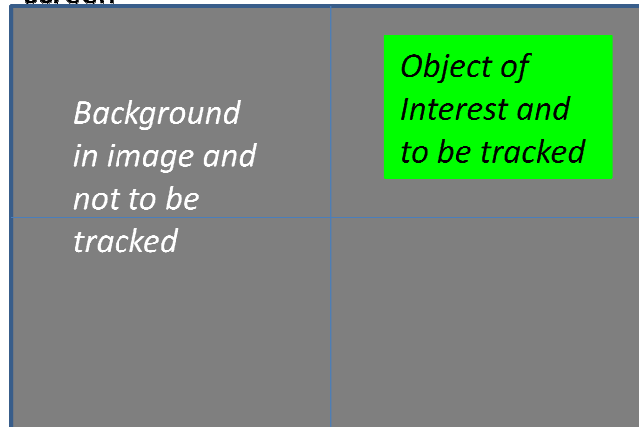 Background
in image and
not to be
tracked
Object of
Interest and
to be tracked